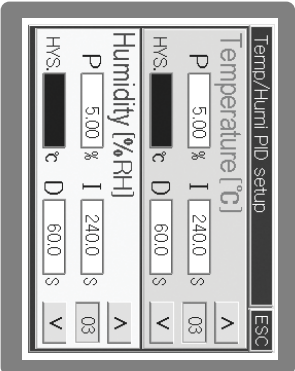 Temp/Humi PID setup ESC
Temperature [℃]
P 5.00 % I 240.0 S 03
HYS. ℃ D 60.0 S
Humidity [%RH]
P 5.00 % I 240.0 S 03
HYS. ℃ D 60.0 S